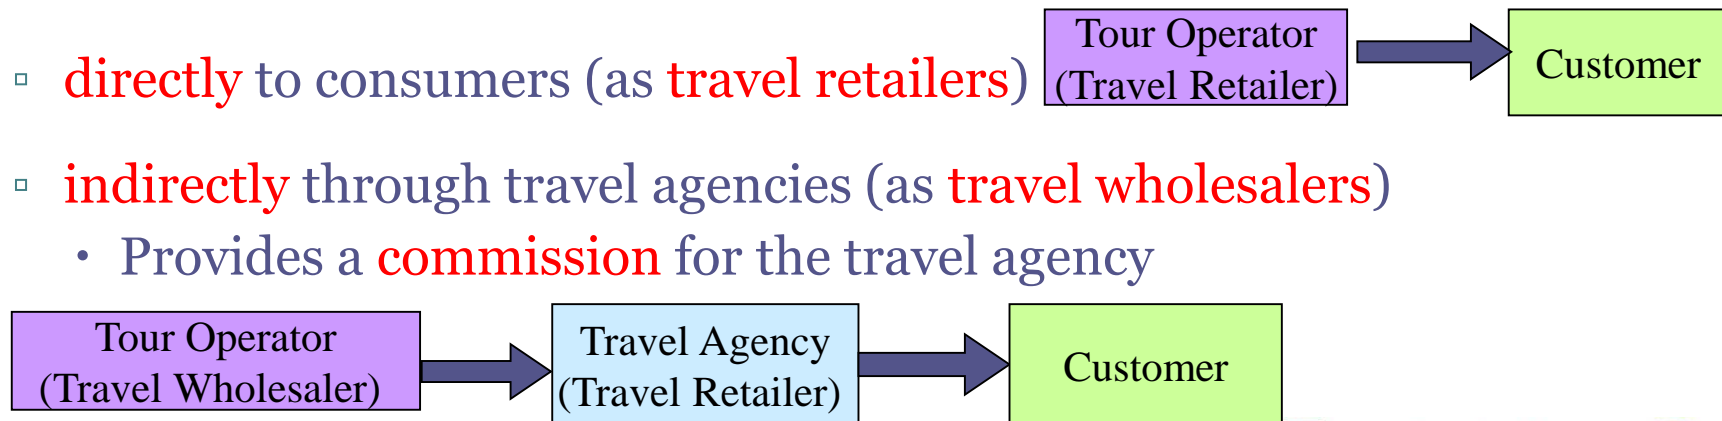 ▫ directly to consumers (as travel retailers)
Tour Operator
(Travel Retailer)
Customer
▫ indirectly through travel agencies (as travel wholesalers)
• Provides a commission for the travel agency
Tour Operator
(Travel Wholesaler)
Travel Agency
(Travel Retailer)
Customer